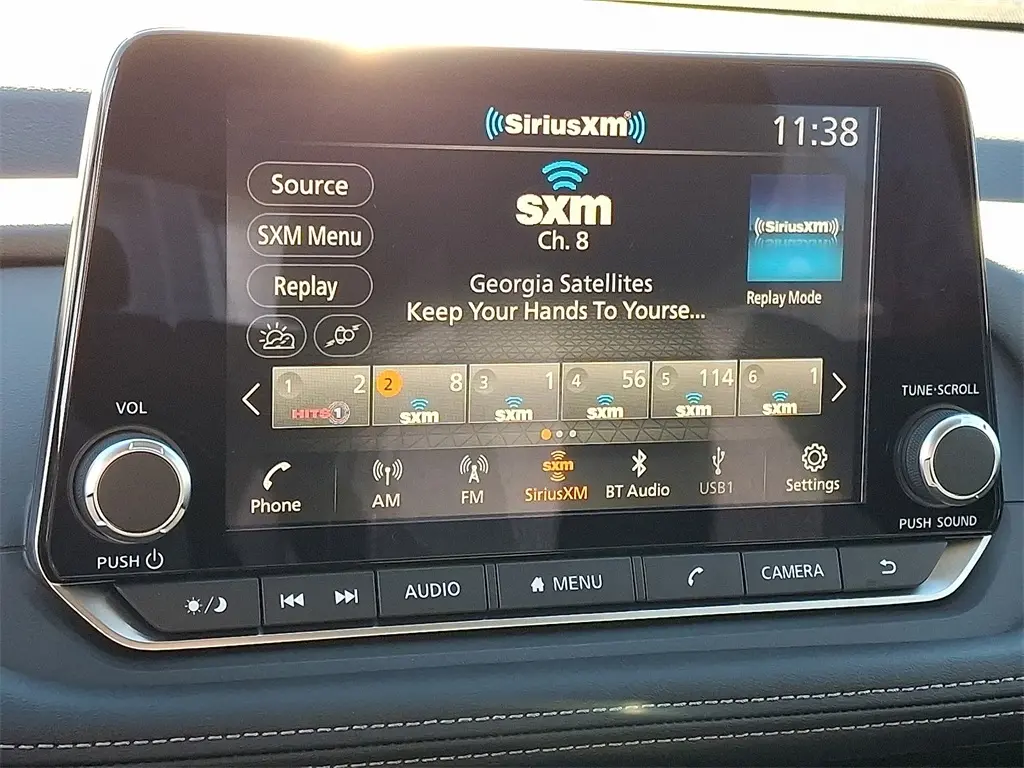 SiriusXM
11:38
Source
SXM Menu
Replay
sxm
Ch. 8
Georgia Satellites
Keep Your Hands To Yourse...
SiriusXM
Replay Mode
1 2
HITS 1
2 8
sxm
3 1
sxm
4 56
sxm
5 114
sxm
6 1
sxm
Phone
AM
FM
sxm
SiriusXM
BT Audio
USB1
Settings
VOL
PUSH
TUNE·SCROLL
PUSH SOUND
AUDIO
MENU
CAMERA